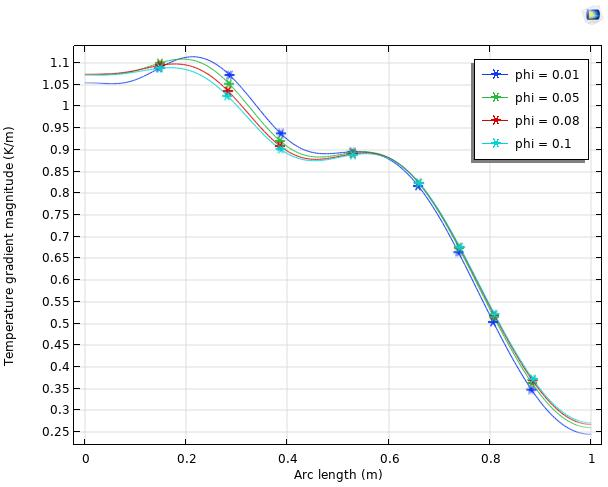 1.1
1.05
1
0.95
0.9
0.85
0.8
0.75
0.7
0.65
0.6
0.55
0.5
0.45
0.4
0.35
0.3
0.25
Temperature gradient magnitude (K/m)
phi = 0.01
phi = 0.05
phi = 0.08
phi = 0.1
0 0.2 0.4 0.6 0.8 1
Arc length (m)